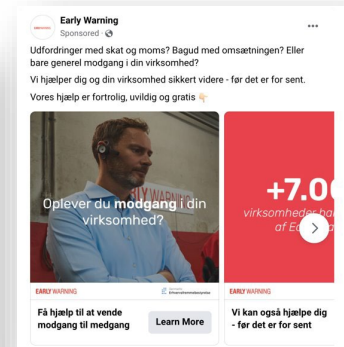 Early Warning
Sponsored
Udfordringer med skat og moms? Bagud med omsætningen? Eller
bare generel modgang i din virksomhed?
Vi hjælper dig og din virksomhed sikkert videre - før det er for sent.
Vores hjælp er fortrolig, uvildig og gratis
Oplever du modgang i din
virksomhed?
EARLY WARNING
Få hjælp til at vende
modgang til medgang
Learn More
+7.0
virksomheder
af
EARLY WARNING
Vi kan også hjælpe dig
- før det er for sent